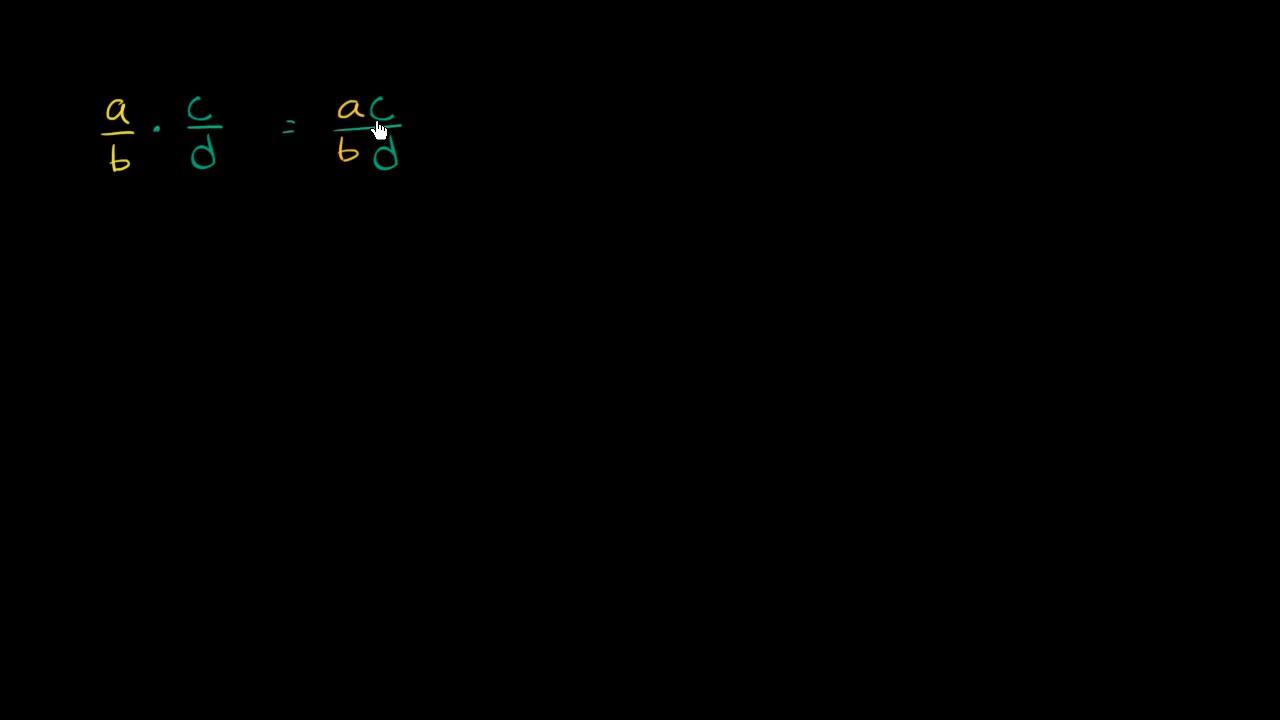 a/b · c/d = ac/bd